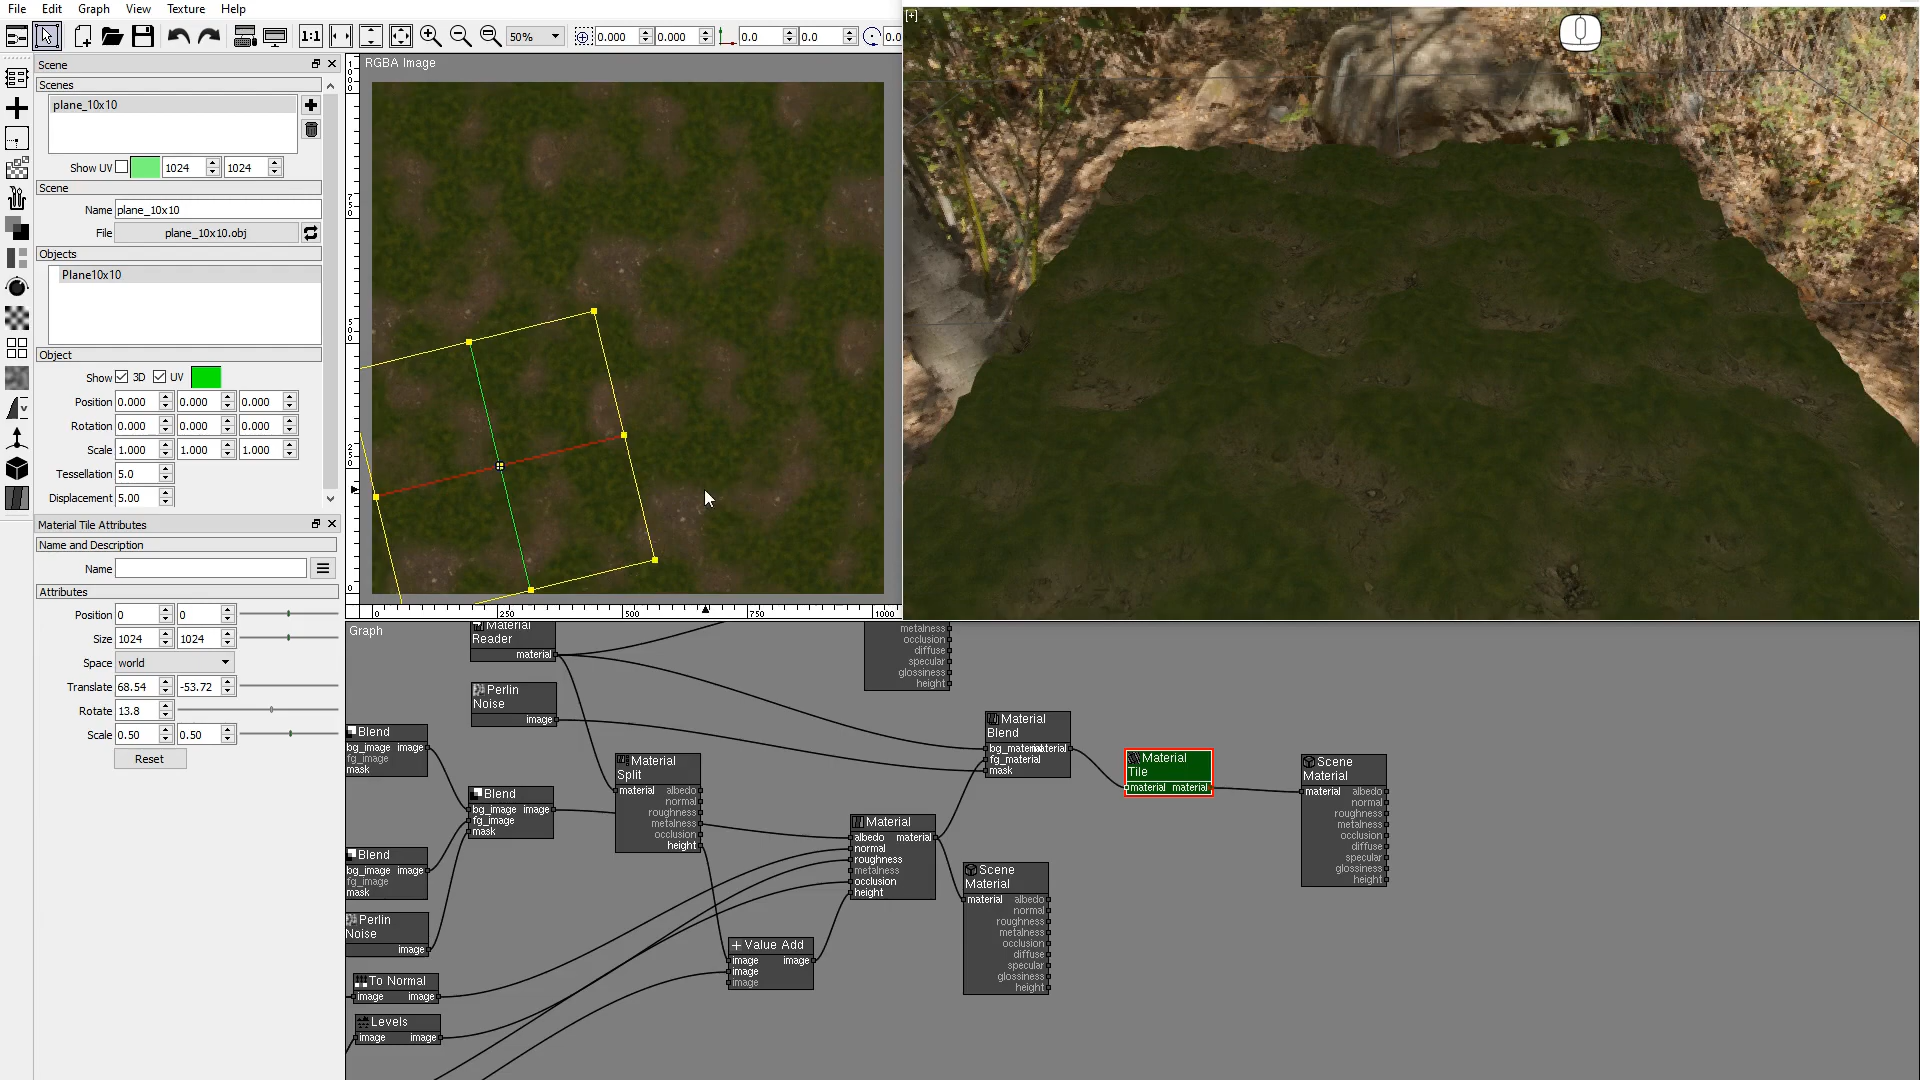 File Edit Graph View Texture Help
1:1 50% 0.000 0.000 0.0 0.0 0.0
Scene
Scenes
plane_10x10
Show UV 1024 1024
Scene
Name plane_10x10
File plane_10x10.obj
Objects
Plane10x10
Object
Show 3D UV
Position 0.000 0.000 0.000
Rotation 0.000 0.000 0.000
Scale 1.000 1.000 1.000
Tessellation 5.0
Displacement 5.00
Material Tile Attributes
Name and Description
Name
Attributes
Position 0 0
Size 1024 1024
Space world
Translate 68.54 -53.72
Rotate 13.8
Scale 0.50 0.50
Reset
RGBA Image
0 250 500 750 1000
[+]
Graph
Material
Reader
material
Perlin
Noise
image
Blend
bg_image image
fg_image
mask
Blend
bg_image image
fg_image
mask
Blend
bg_image image
fg_image
mask
Perlin
Noise
image
To Normal
image image
Levels
image image
Material
Split
material albedo
normal
roughness
metalness
occlusion
height
Value Add
image image
image
image
metalness
occlusion
diffuse
specular
glossiness
height
Material
albedo material
normal
roughness
metalness
occlusion
height
Material
Blend
bg_material material
fg_material
mask
Scene
Material
material albedo
normal
roughness
metalness
occlusion
diffuse
specular
glossiness
height
Material
Tile
material material
Scene
Material
material albedo
normal
roughness
metalness
occlusion
diffuse
specular
glossiness
height